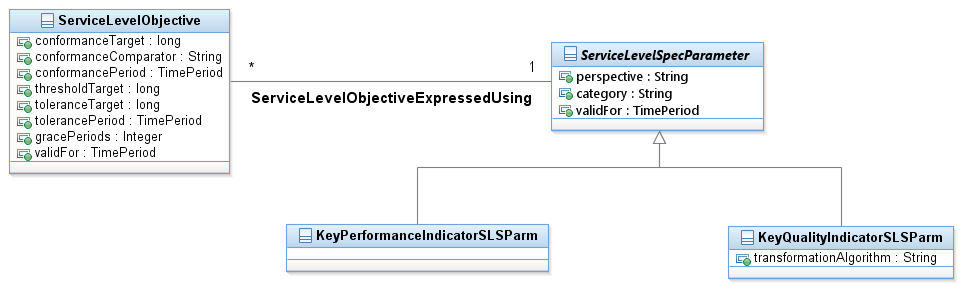 ServiceLevelObjective
conformanceTarget : long
conformanceComparator : String
conformancePeriod : TimePeriod
thresholdTarget : long
toleranceTarget : long
tolerancePeriod : TimePeriod
gracePeriods : Integer
validFor : TimePeriod
*
1
ServiceLevelObjectiveExpressedUsing
ServiceLevelSpecParameter
perspective : String
category : String
validFor : TimePeriod
KeyPerformanceIndicatorSLSParm
KeyQualityIndicatorSLSParm
transformationAlgorithm : String